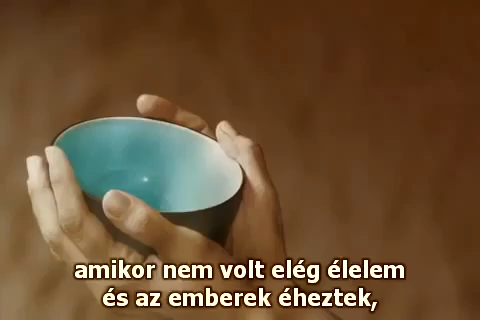 amikor nem volt elég élelem
és az emberek éheztek,